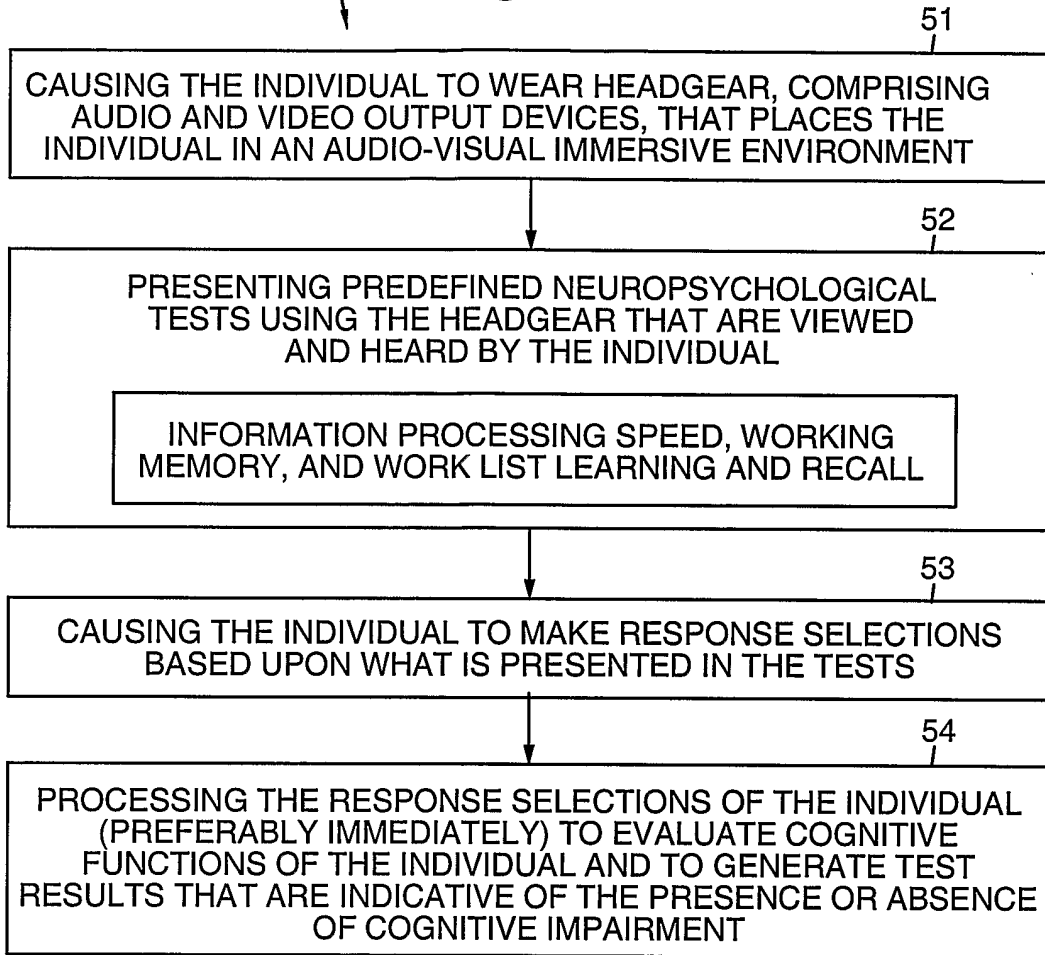 51
CAUSING THE INDIVIDUAL TO WEAR HEADGEAR, COMPRISING
AUDIO AND VIDEO OUTPUT DEVICES, THAT PLACES THE
INDIVIDUAL IN AN AUDIO-VISUAL IMMERSIVE ENVIRONMENT
52
PRESENTING PREDEFINED NEUROPSYCHOLOGICAL
TESTS USING THE HEADGEAR THAT ARE VIEWED
AND HEARD BY THE INDIVIDUAL
INFORMATION PROCESSING SPEED, WORKING
MEMORY, AND WORK LIST LEARNING AND RECALL
53
CAUSING THE INDIVIDUAL TO MAKE RESPONSE SELECTIONS
BASED UPON WHAT IS PRESENTED IN THE TESTS
54
PROCESSING THE RESPONSE SELECTIONS OF THE INDIVIDUAL
(PREFERABLY IMMEDIATELY) TO EVALUATE COGNITIVE
FUNCTIONS OF THE INDIVIDUAL AND TO GENERATE TEST
RESULTS THAT ARE INDICATIVE OF THE PRESENCE OR ABSENCE
OF COGNITIVE IMPAIRMENT